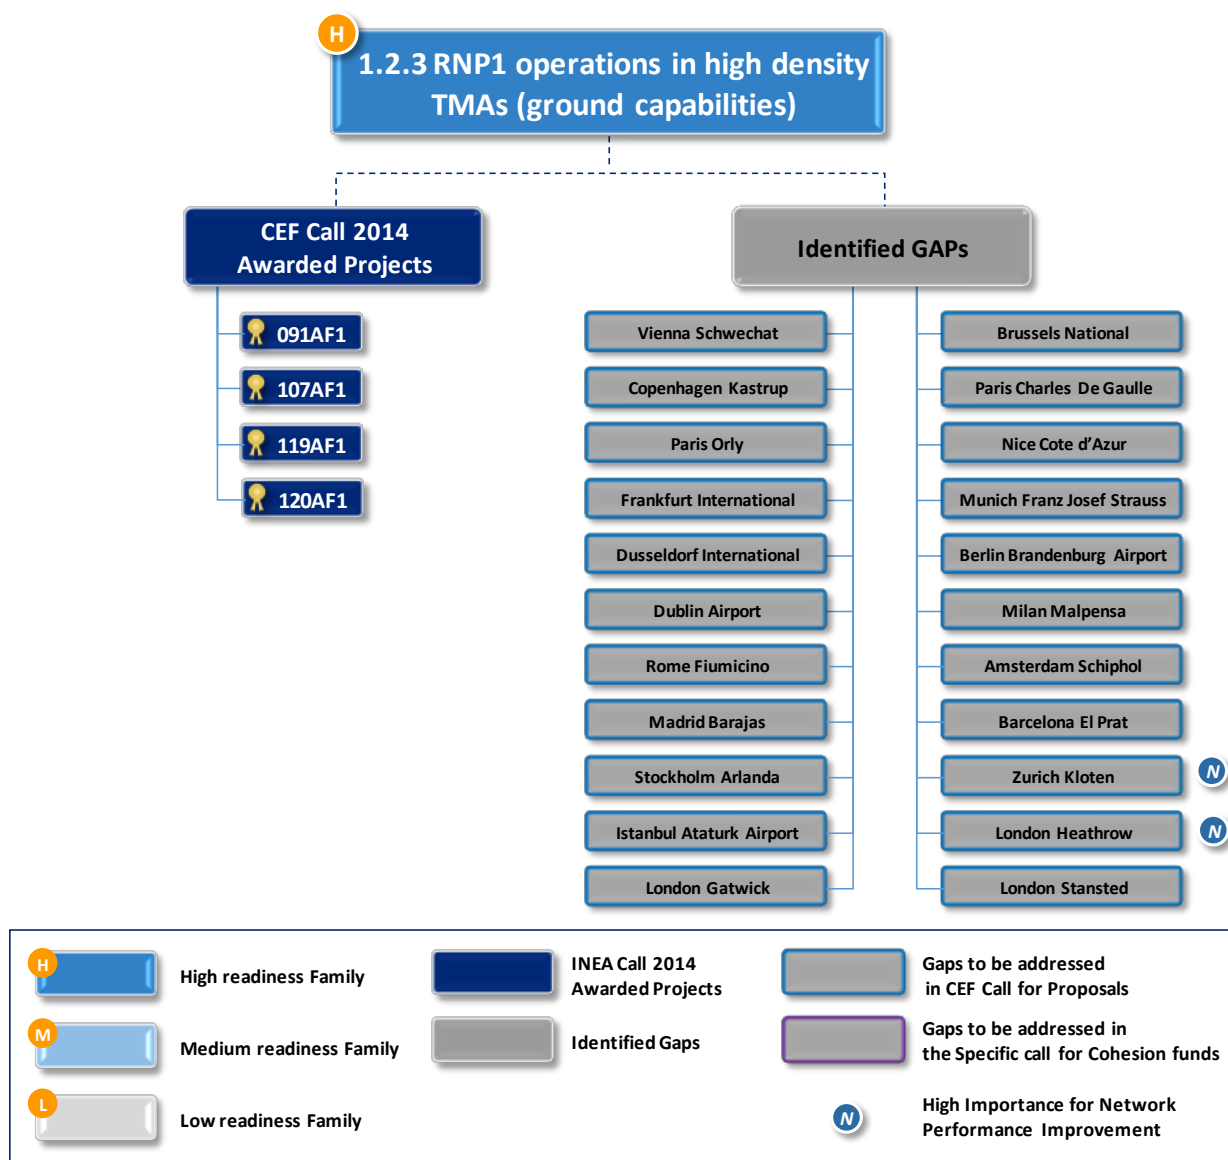 H
1.2.3 RNP1 operations in high density
TMAs (ground capabilities)
CEF Call 2014
Awarded Projects
091AF1
107AF1
119AF1
120AF1
Identified GAPs
Vienna Schwechat
Brussels National
Copenhagen Kastrup
Paris Charles De Gaulle
Paris Orly
Nice Cote d’Azur
Frankfurt International
Munich Franz Josef Strauss
Dusseldorf International
Berlin Brandenburg Airport
Dublin Airport
Milan Malpensa
Rome Fiumicino
Amsterdam Schiphol
Madrid Barajas
Barcelona El Prat
Stockholm Arlanda
Zurich Kloten
N
Istanbul Ataturk Airport
London Heathrow
N
London Gatwick
London Stansted
H
High readiness Family
M
Medium readiness Family
L
Low readiness Family
INEA Call 2014
Awarded Projects
Identified Gaps
Gaps to be addressed
in CEF Call for Proposals
Gaps to be addressed in
the Specific call for Cohesion funds
N
High Importance for Network
Performance Improvement